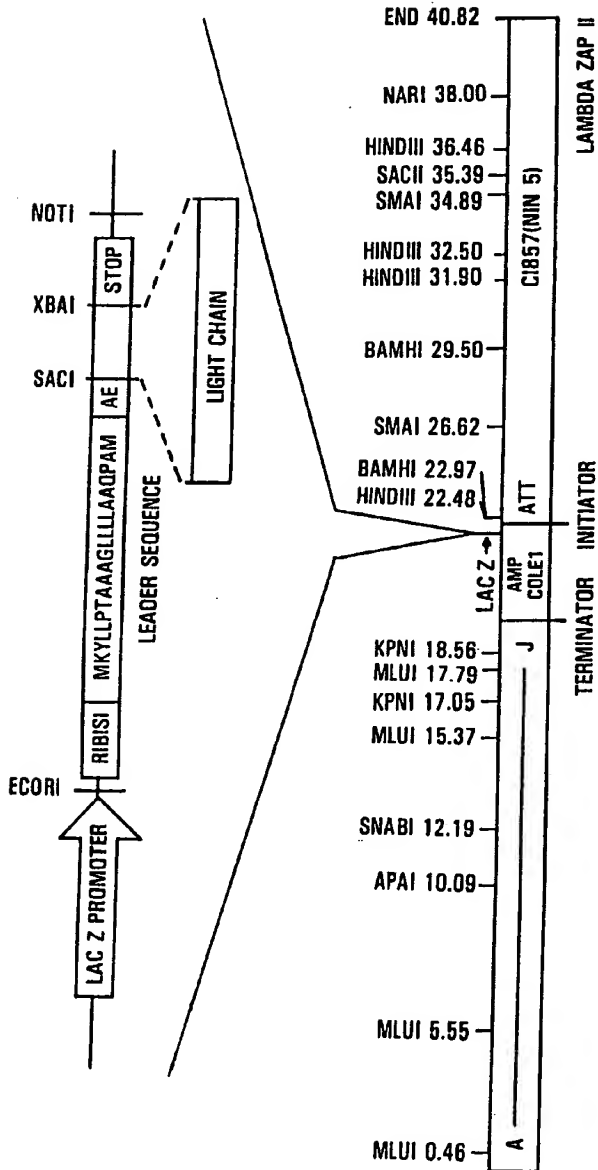 NOTI
XBAI
SACI
ECORI
STOP
AE
MKYLLPTAAAGLLLLAAQPAM
LEADER SEQUENCE
RIBISI
LAC Z PROMOTER
LIGHT CHAIN
END 40.82
NARI 38.00
HINDIII 36.46
SACII 35.39
SMAI 34.89
HINDIII 32.50
HINDIII 31.90
BAMHI 29.50
SMAI 26.62
BAMHI 22.97
HINDIII 22.48
LAC Z
KPNI 18.56
MLUI 17.79
KPNI 17.05
MLUI 15.37
SNABI 12.19
APAI 10.09
MLUI 5.55
MLUI 0.46
CI857(NIN 5)
ATT
AMP
COLE1
J
A
LAMBDA ZAP II
INITIATOR
TERMINATOR